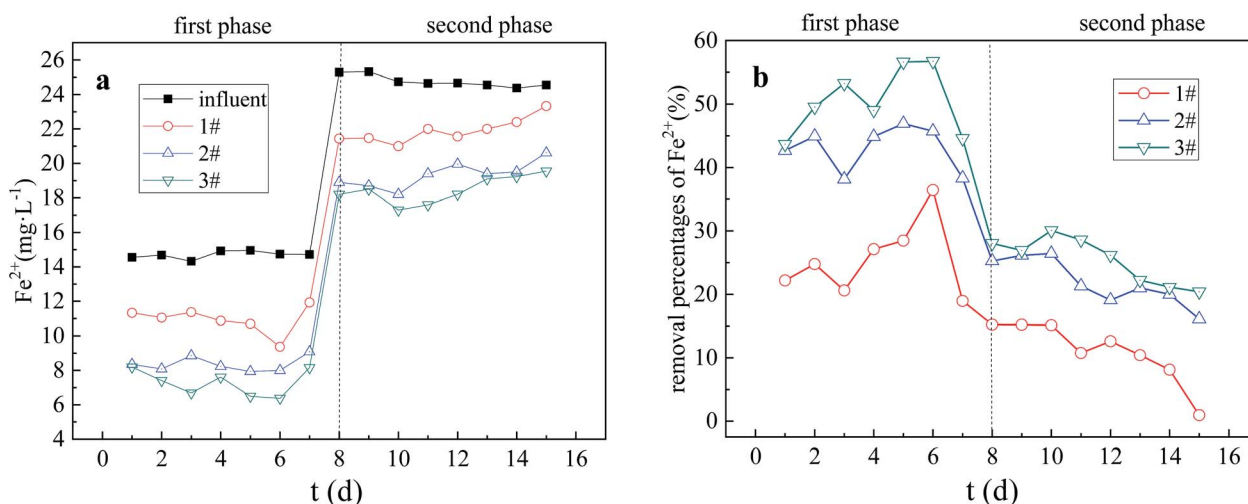 first phase second phase
a
influent
1#
2#
3#
Fe²⁺(mg·L⁻¹)
26
24
22
20
18
16
14
12
10
8
6
4
0 2 4 6 8 10 12 14 16
t (d)
first phase second phase
b
1#
2#
3#
removal percentages of Fe²⁺(%)
60
50
40
30
20
10
0
0 2 4 6 8 10 12 14 16
t (d)